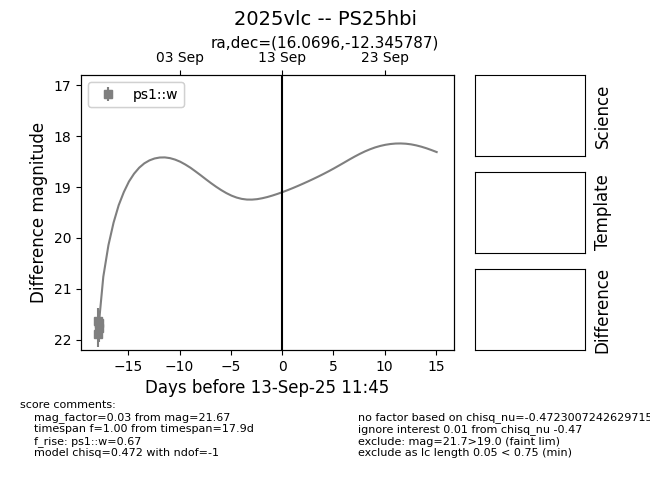 2025vlc -- PS25hbi
ra,dec=(16.0696,-12.345787)
03 Sep 13 Sep 23 Sep
ps1::w
17
18
19
20
21
22
Difference magnitude
−15 −10 −5 0 5 10 15
Days before 13-Sep-25 11:45
Science
Template
Difference
score comments:
mag_factor=0.03 from mag=21.67
timespan f=1.00 from timespan=17.9d
f_rise: ps1::w=0.67
model chisq=0.472 with ndof=-1
no factor based on chisq_nu=-0.4723007242629715
ignore interest 0.01 from chisq_nu -0.47
exclude: mag=21.7>19.0 (faint lim)
exclude as lc length 0.05 < 0.75 (min)